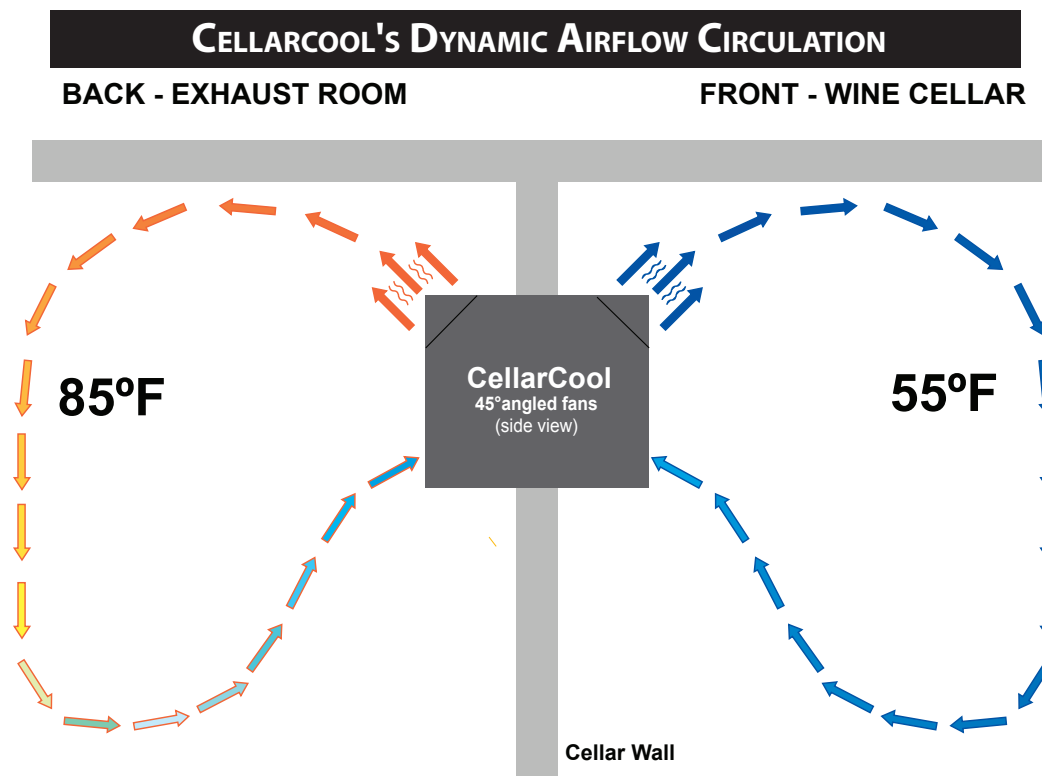 CELLARCOOL'S DYNAMIC AIRFLOW CIRCULATION
BACK - EXHAUST ROOM
FRONT - WINE CELLAR
85ºF
55ºF
CellarCool
45°angled fans
(side view)
Cellar Wall